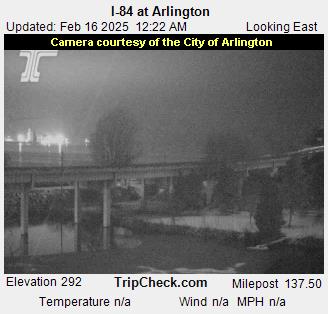 I-84 at Arlington
Updated: Feb 16 2025 12:22 AM Looking East
Camera courtesy of the City of Arlington
Elevation 292 TripCheck.com Milepost 137.50
Temperature n/a Wind n/a MPH n/a